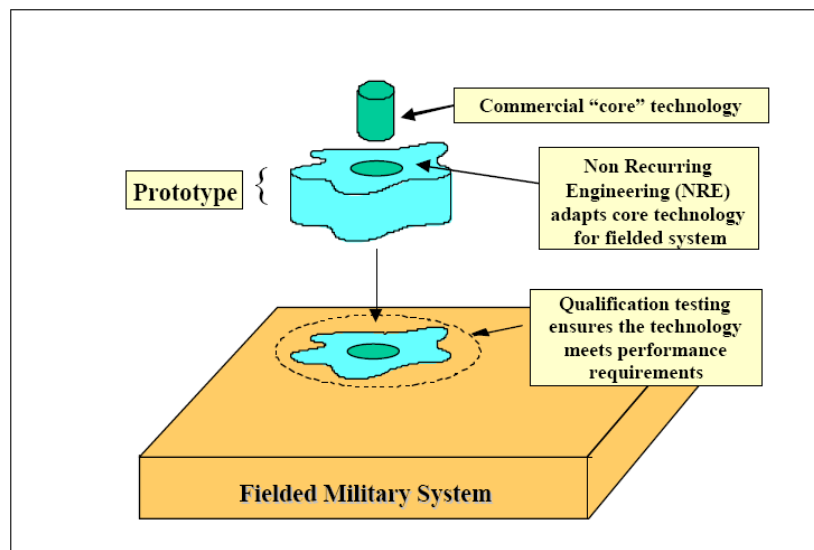 Commercial “core” technology
Non Recurring
Engineering (NRE)
adapts core technology
for fielded system
Prototype {
Qualification testing
ensures the technology
meets performance
requirements
Fielded Military System